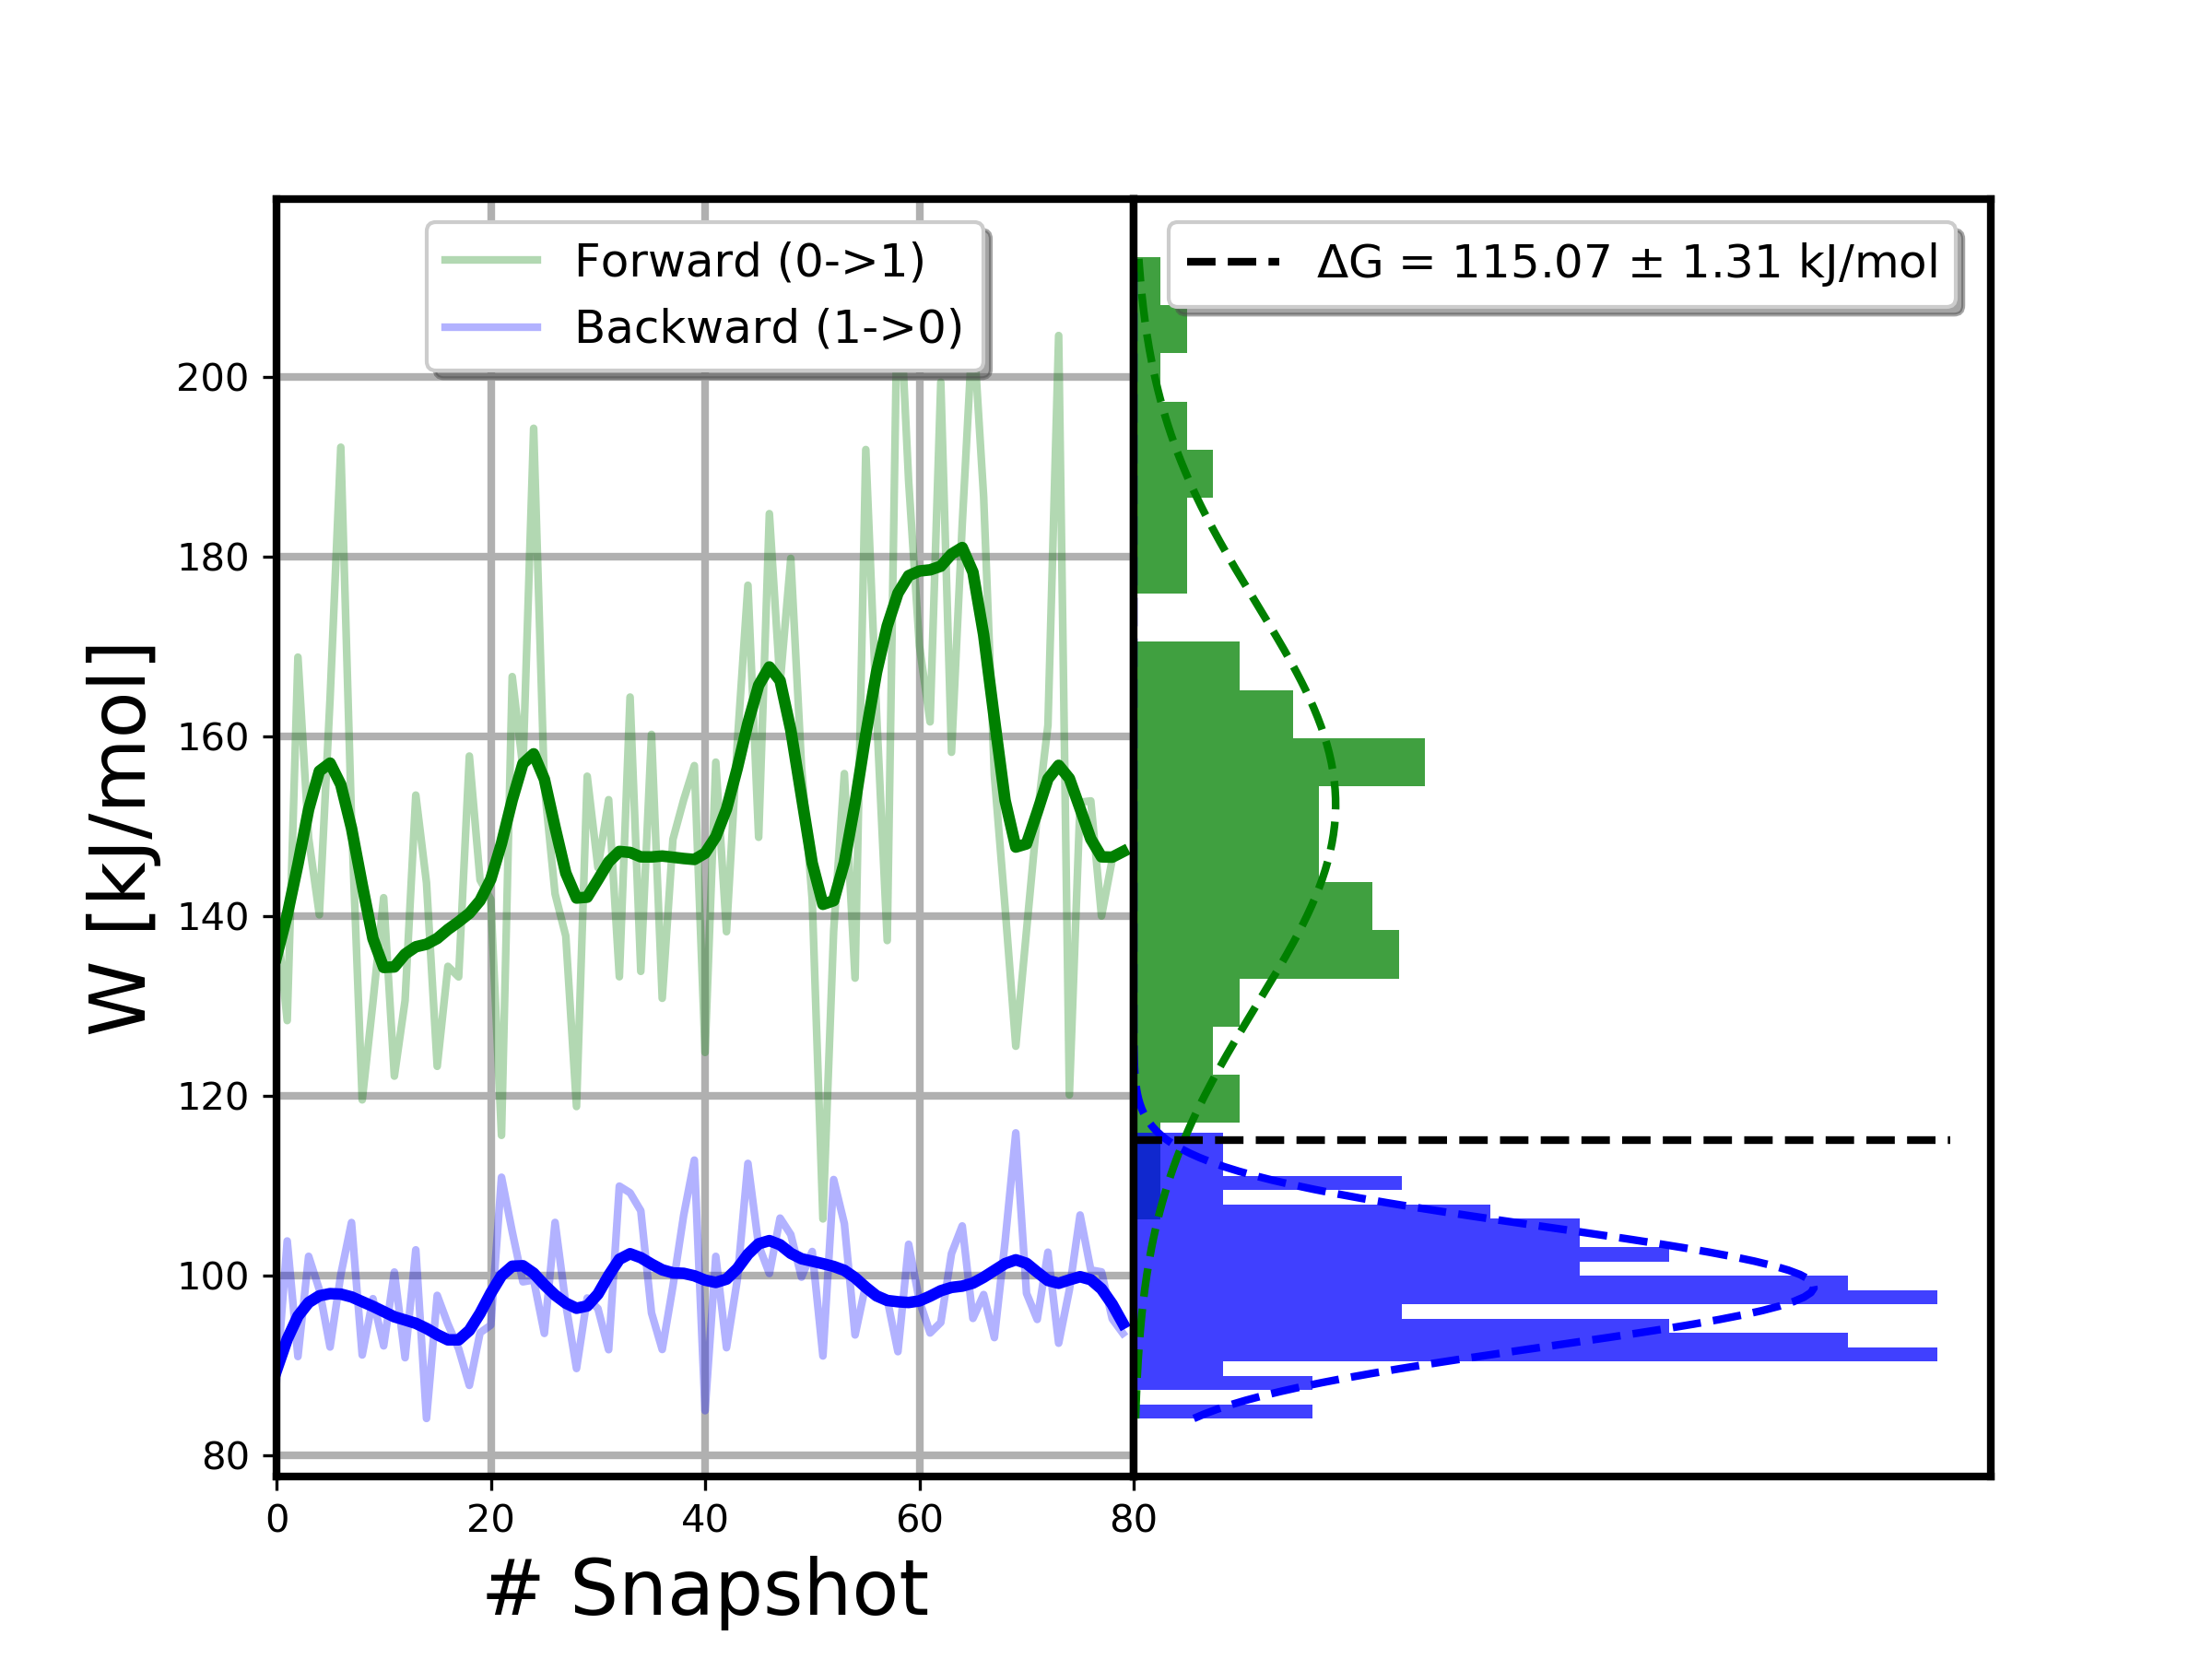 Forward (0->1)
Backward (1->0)
ΔG = 115.07 ± 1.31 kJ/mol
W [kJ/mol]
200
180
160
140
120
100
80
0 20 40 60 80
# Snapshot